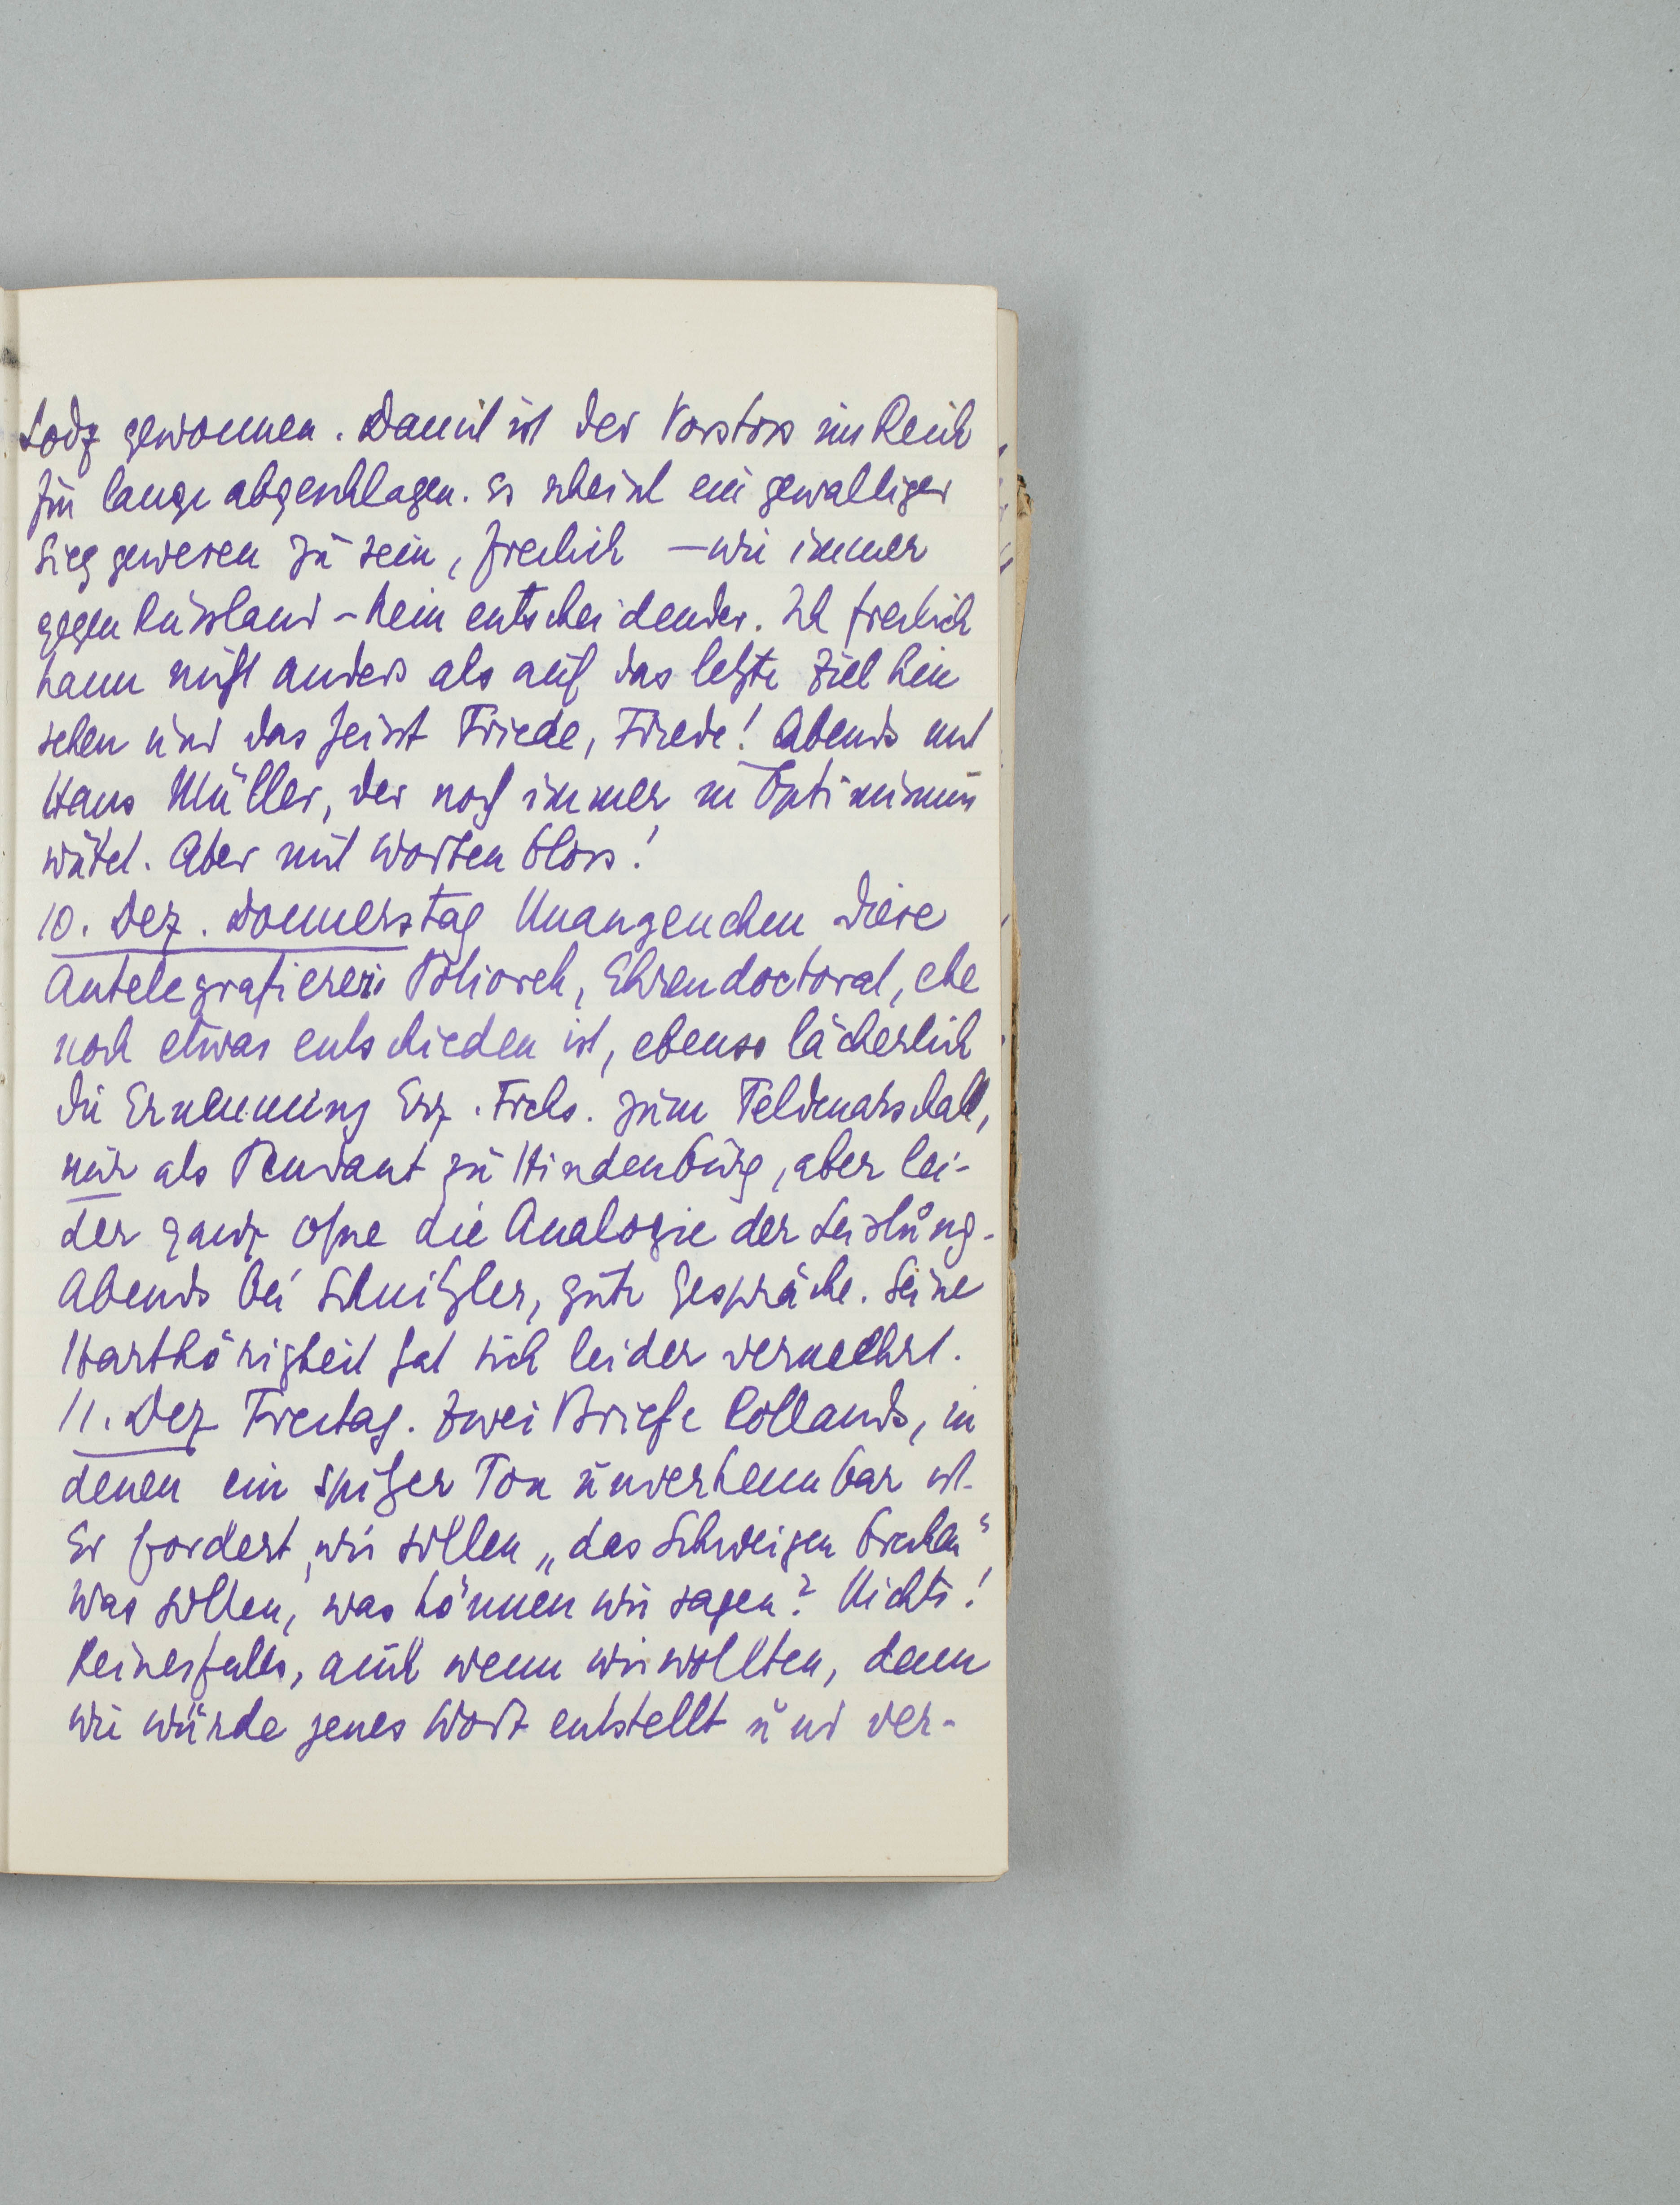 Lodz gewonnen. Damit ist der Vorstoss ins Reich
für lange abgeschlagen. Es scheint ein gewaltiger
Sieg gewesen zu sein, freilich – wie immer
gegen Russland – kein entscheidender. Ich freilich
kann nicht anders als auf das letzte Ziel hin
sehen und das heisst Friede, Friede! Abends mit
Hans Müller, der noch immer in Optimismus
wütet. Aber mit Worten bloss!
10. Dez. Donnerstag Unangenehm diese
Antelegrafiererei Potiorek, Ehrendoctorat, ehe
noch etwas entschieden ist, ebenso lächerlich
die Ernennung Erz. Fried. zum Feldmarschall,
nur als Pendant zu Hindenburg, aber lei-
der ganz ohne die Analogie der Leistung.
Abends bei Schnitzler, gute Gespräche. Seine
Harthörigkeit hat sich leider vermehrt.
11. Dez Freitag. Zwei Briefe Rollands, in
denen ein spitzer Ton unverkennbar ist.
Er fordert, wir sollen „das Schweigen brechen“
Was sollen, was können wir sagen? Nichts!
Keinesfalls, auch wenn wir wollten, denn
wie würde jenes Wort entstellt und ver-